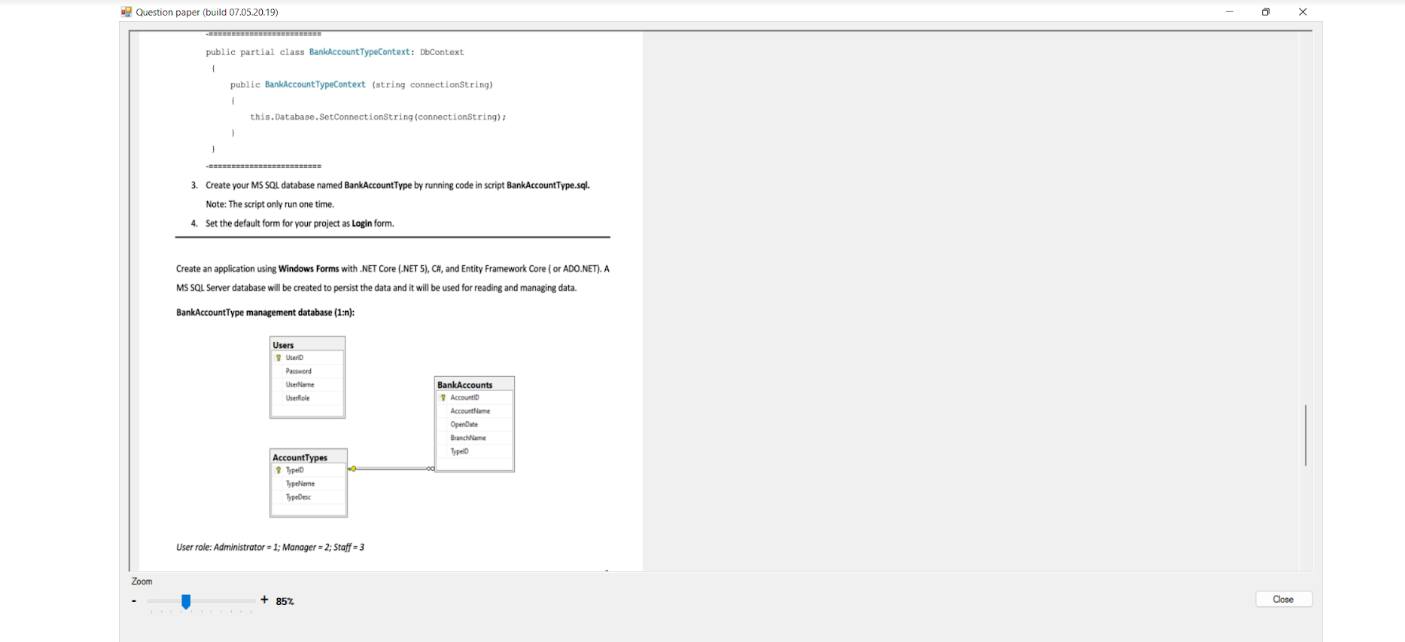 Question paper (build 07.05.20.19)
-=========================
public partial class BankAccountTypeContext: DbContext
{
public BankAccountTypeContext (string connectionString)
{
this.Database.SetConnectionString(connectionString);
}
}
-=========================
3. Create your MS SQL database named BankAccountType by running code in script BankAccountType.sql.
Note: The script only run one time.
4. Set the default form for your project as Login form.
Create an application using Windows Forms with .NET Core (.NET 5), C#, and Entity Framework Core ( or ADO.NET). A
MS SQL Server database will be created to persist the data and it will be used for reading and managing data.
BankAccountType management database (1:n):
Users
UserID
Password
UserName
UserRole
BankAccounts
AccountID
AccountName
OpenDate
BranchName
TypeID
AccountTypes
TypeID
TypeName
TypeDesc
User role: Administrator = 1; Manager = 2; Staff = 3
Zoom
- + 85%
Close